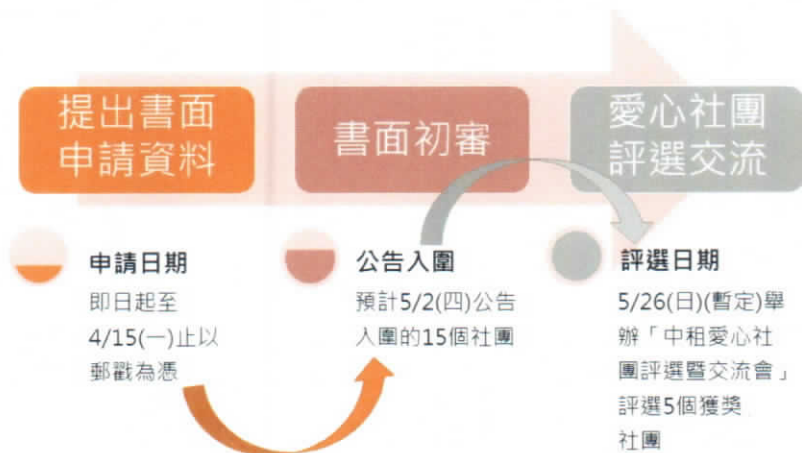 提出書面
申請資料
書面初審
愛心社團
評選交流
申請日期
即日起至
4/15(一)止以
郵戳為憑
公告入圍
預計5/2(四)公告
入圍的15個社團
評選日期
5/26(日)(暫定)舉
辦「中租愛心社
團評選暨交流會」
評選5個獲獎
社團